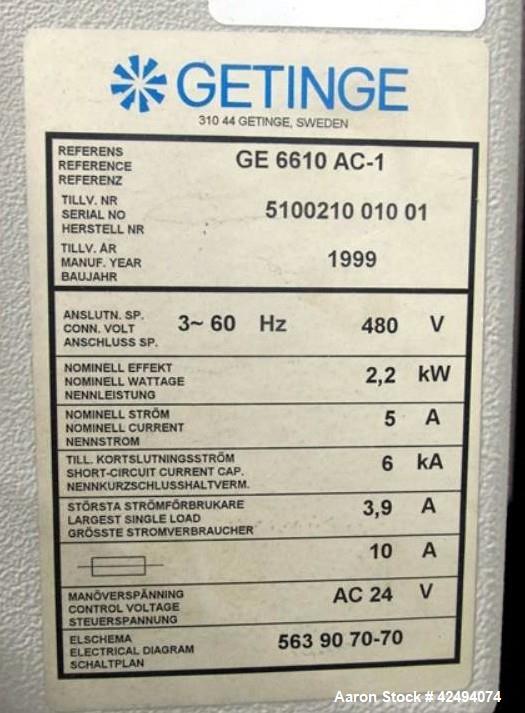 GETINGE
310 44 GETINGE, SWEDEN
REFERENS
REFERENCE
REFERENZ
GE 6610 AC-1
TILLV. NR
SERIAL NO
HERSTELL NR
5100210 010 01
TILLV. ÅR
MANUF. YEAR
BAUJAHR
1999
ANSLUTN. SP.
CONN. VOLT
ANSCHLUSS SP.
3~ 60 Hz 480 V
NOMINELL EFFEKT
NOMINELL WATTAGE
NENNLEISTUNG
2,2 kW
NOMINELL STRÖM
NOMINELL CURRENT
NENNSTROM
5 A
TILL. KORTSLUTNINGSSTRÖM
SHORT-CIRCUIT CURRENT CAP.
NENNKURZSCHLUSSHALTVERM.
6 kA
STÖRSTA STRÖMFÖRBRUKARE
LARGEST SINGLE LOAD
GRÖSSTE STROMVERBRAUCHER
3,9 A
10 A
MANÖVERSPÄNNING
CONTROL VOLTAGE
STEUERSPANNUNG
AC 24 V
ELSCHEMA
ELECTRICAL DIAGRAM
SCHALTPLAN
563 90 70-70
Aaron Stock # 42494074